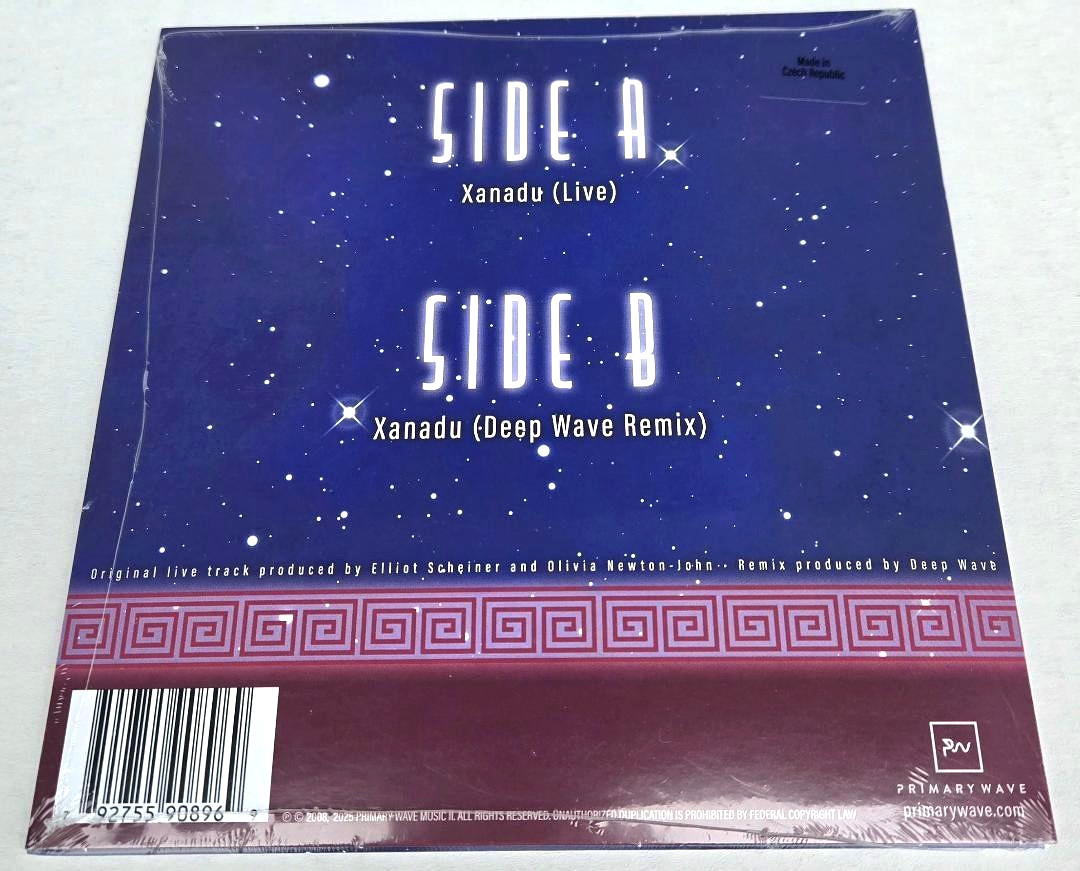 Made in
Czech Republic
SIDE A
Xanadu (Live)
SIDE B
Xanadu (Deep Wave Remix)
Original live track produced by Elliot Scheiner and Olivia Newton-John · Remix produced by Deep Wave
PW
PRIMARY WAVE
primarywave.com
7 92755 90896 9
℗ © 2008, 2025 PRIMARY WAVE MUSIC II. ALL RIGHTS RESERVED. UNAUTHORIZED DUPLICATION IS PROHIBITED BY FEDERAL COPYRIGHT LAW